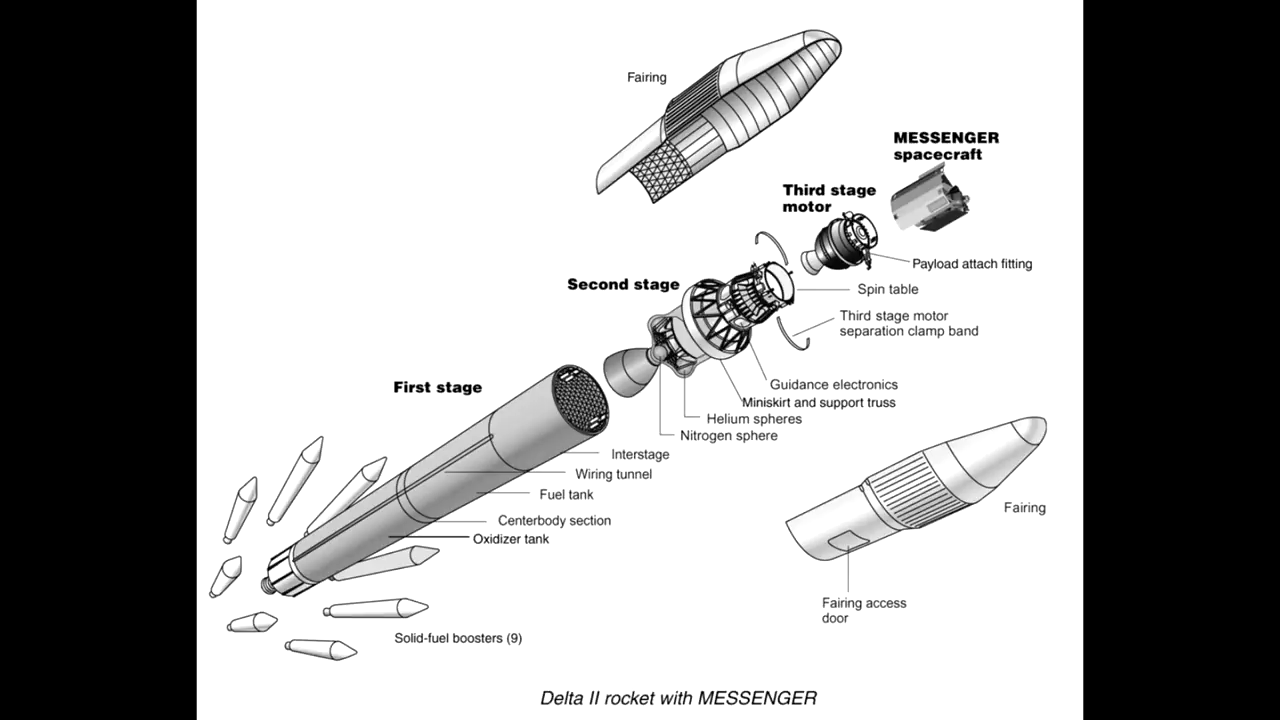 Fairing
MESSENGER
spacecraft
Third stage
motor
Payload attach fitting
Second stage
Spin table
Third stage motor
separation clamp band
First stage
Guidance electronics
Miniskirt and support truss
Helium spheres
Nitrogen sphere
Interstage
Wiring tunnel
Fuel tank
Fairing
Centerbody section
Oxidizer tank
Fairing access
door
Solid-fuel boosters (9)
Delta II rocket with MESSENGER